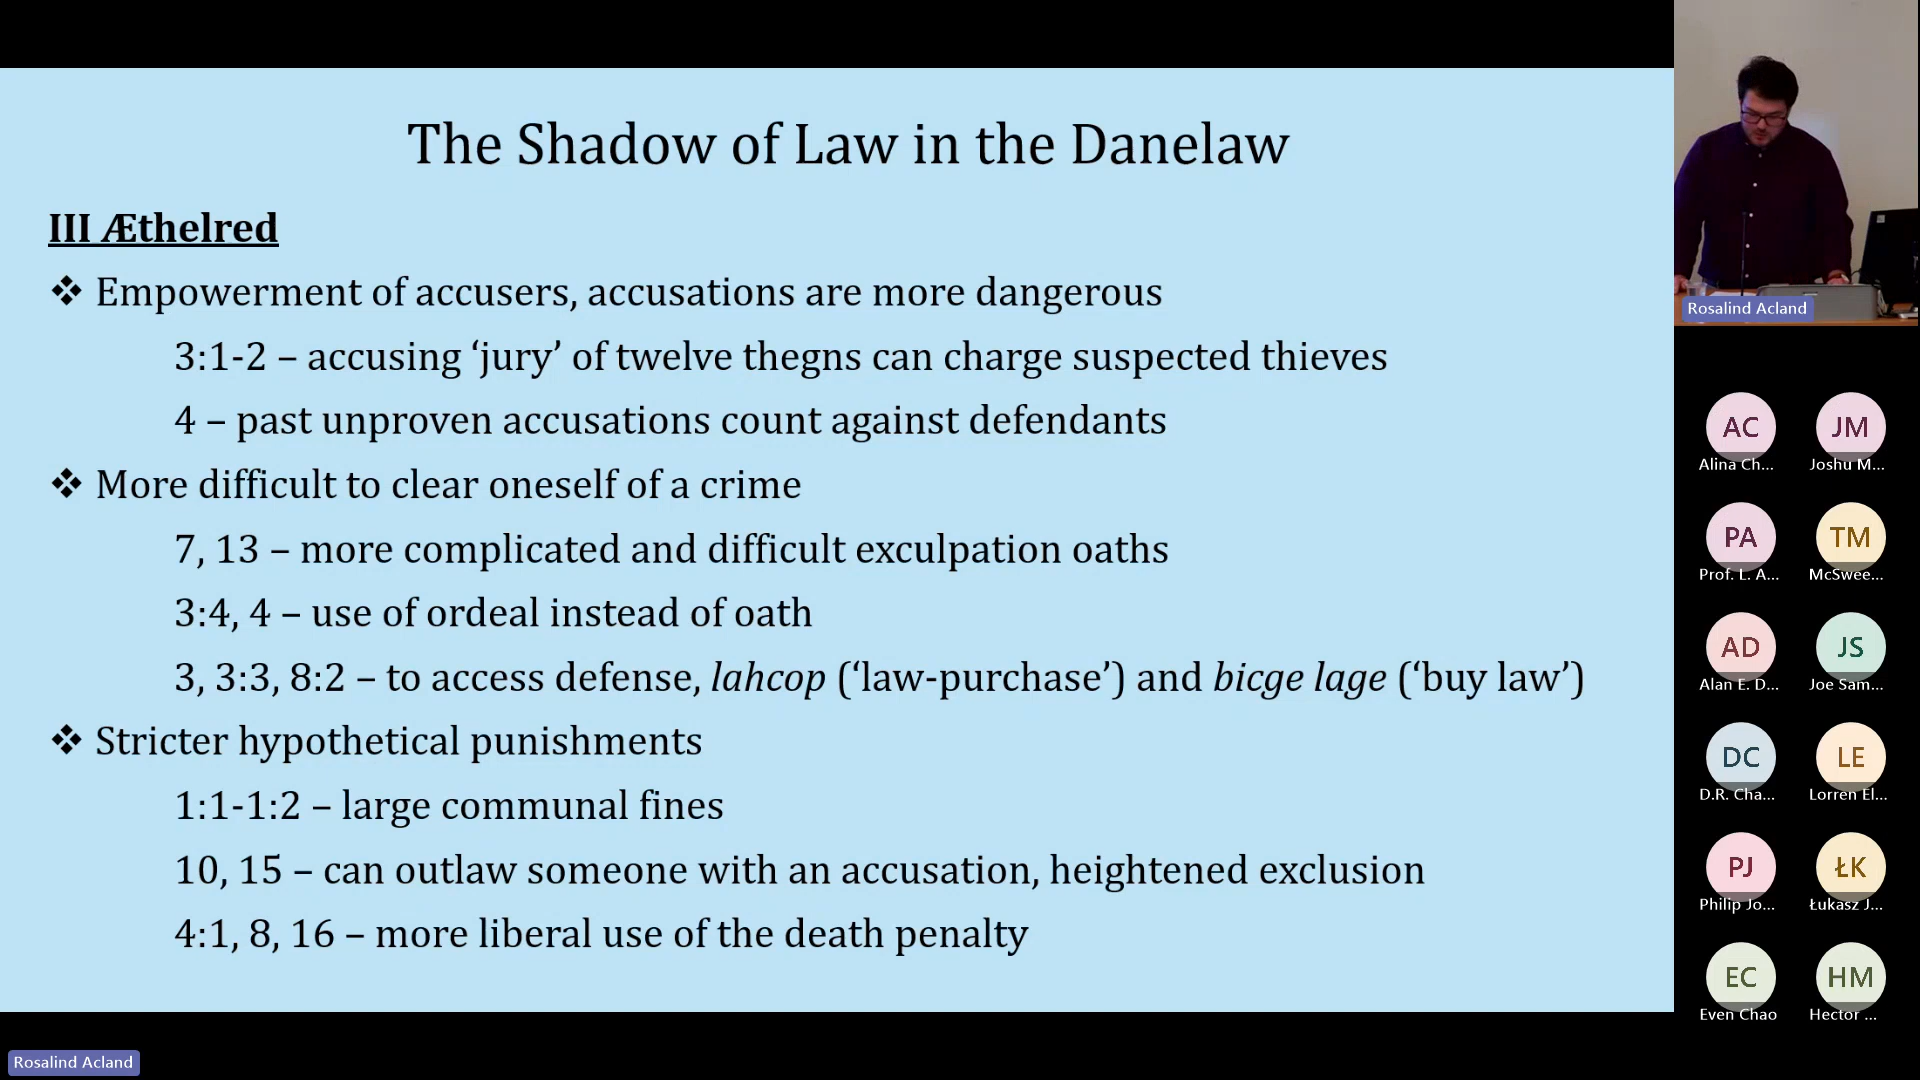 The Shadow of Law in the Danelaw
III Æthelred
❖ Empowerment of accusers, accusations are more dangerous
3:1-2 – accusing ‘jury’ of twelve thegns can charge suspected thieves
4 – past unproven accusations count against defendants
❖ More difficult to clear oneself of a crime
7, 13 – more complicated and difficult exculpation oaths
3:4, 4 – use of ordeal instead of oath
3, 3:3, 8:2 – to access defense, lahcop (‘law-purchase’) and bicge lage (‘buy law’)
❖ Stricter hypothetical punishments
1:1-1:2 – large communal fines
10, 15 – can outlaw someone with an accusation, heightened exclusion
4:1, 8, 16 – more liberal use of the death penalty
Rosalind Acland
Rosalind Acland
AC
Alina Ch...
JM
Joshu M...
PA
Prof. L. A...
TM
McSwee...
AD
Alan E. D...
JS
Joe Sam...
DC
D.R. Cha...
LE
Lorren El...
PJ
Philip Jo...
ŁK
Łukasz J...
EC
Even Chao
HM
Hector ...